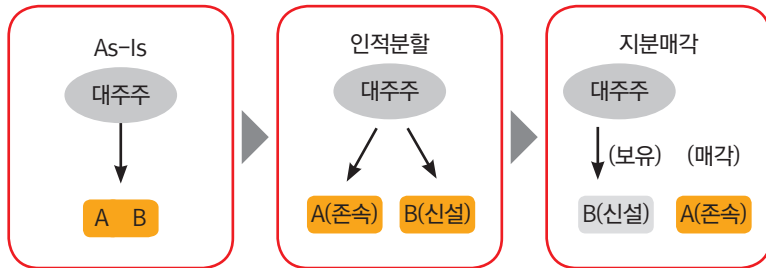 As-Is
대주주
A B
인적분할
대주주
A(존속) B(신설)
지분매각
대주주
(보유) (매각)
B(신설) A(존속)